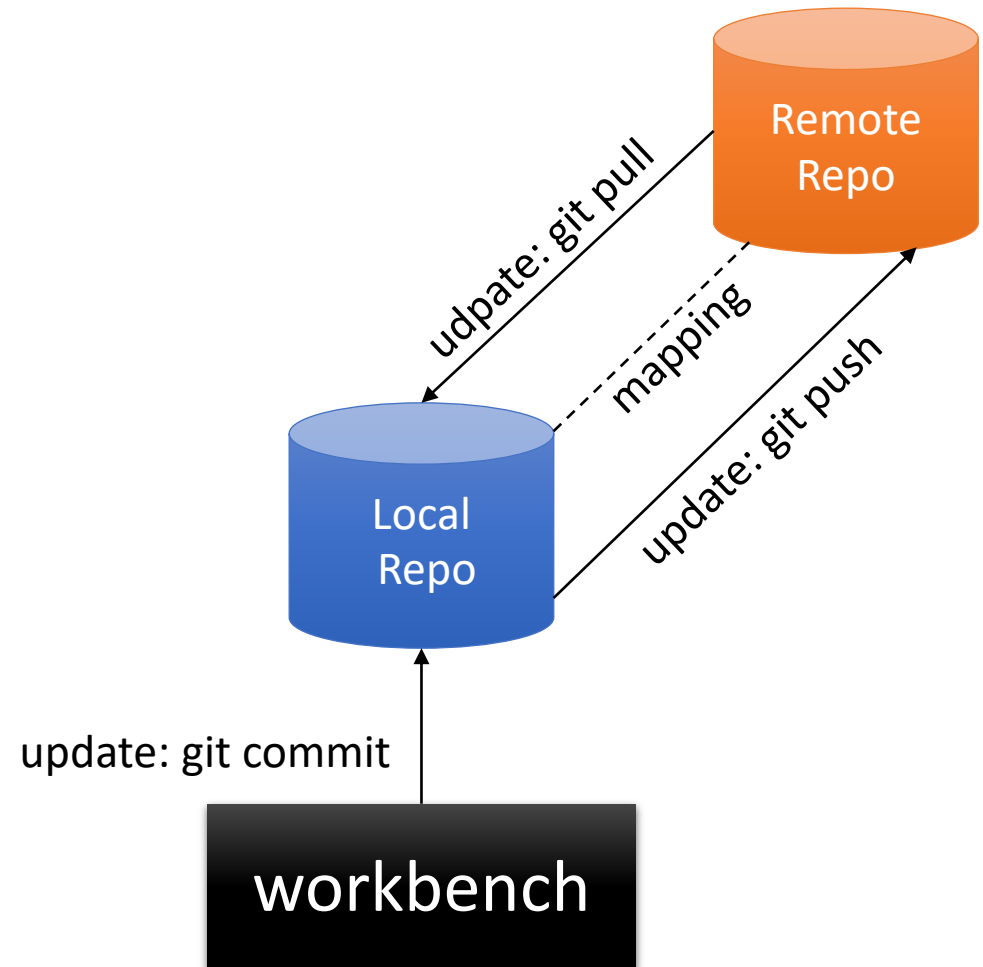 Remote
Repo
udpate: git pull
mapping
update: git push
Local
Repo
update: git commit
workbench